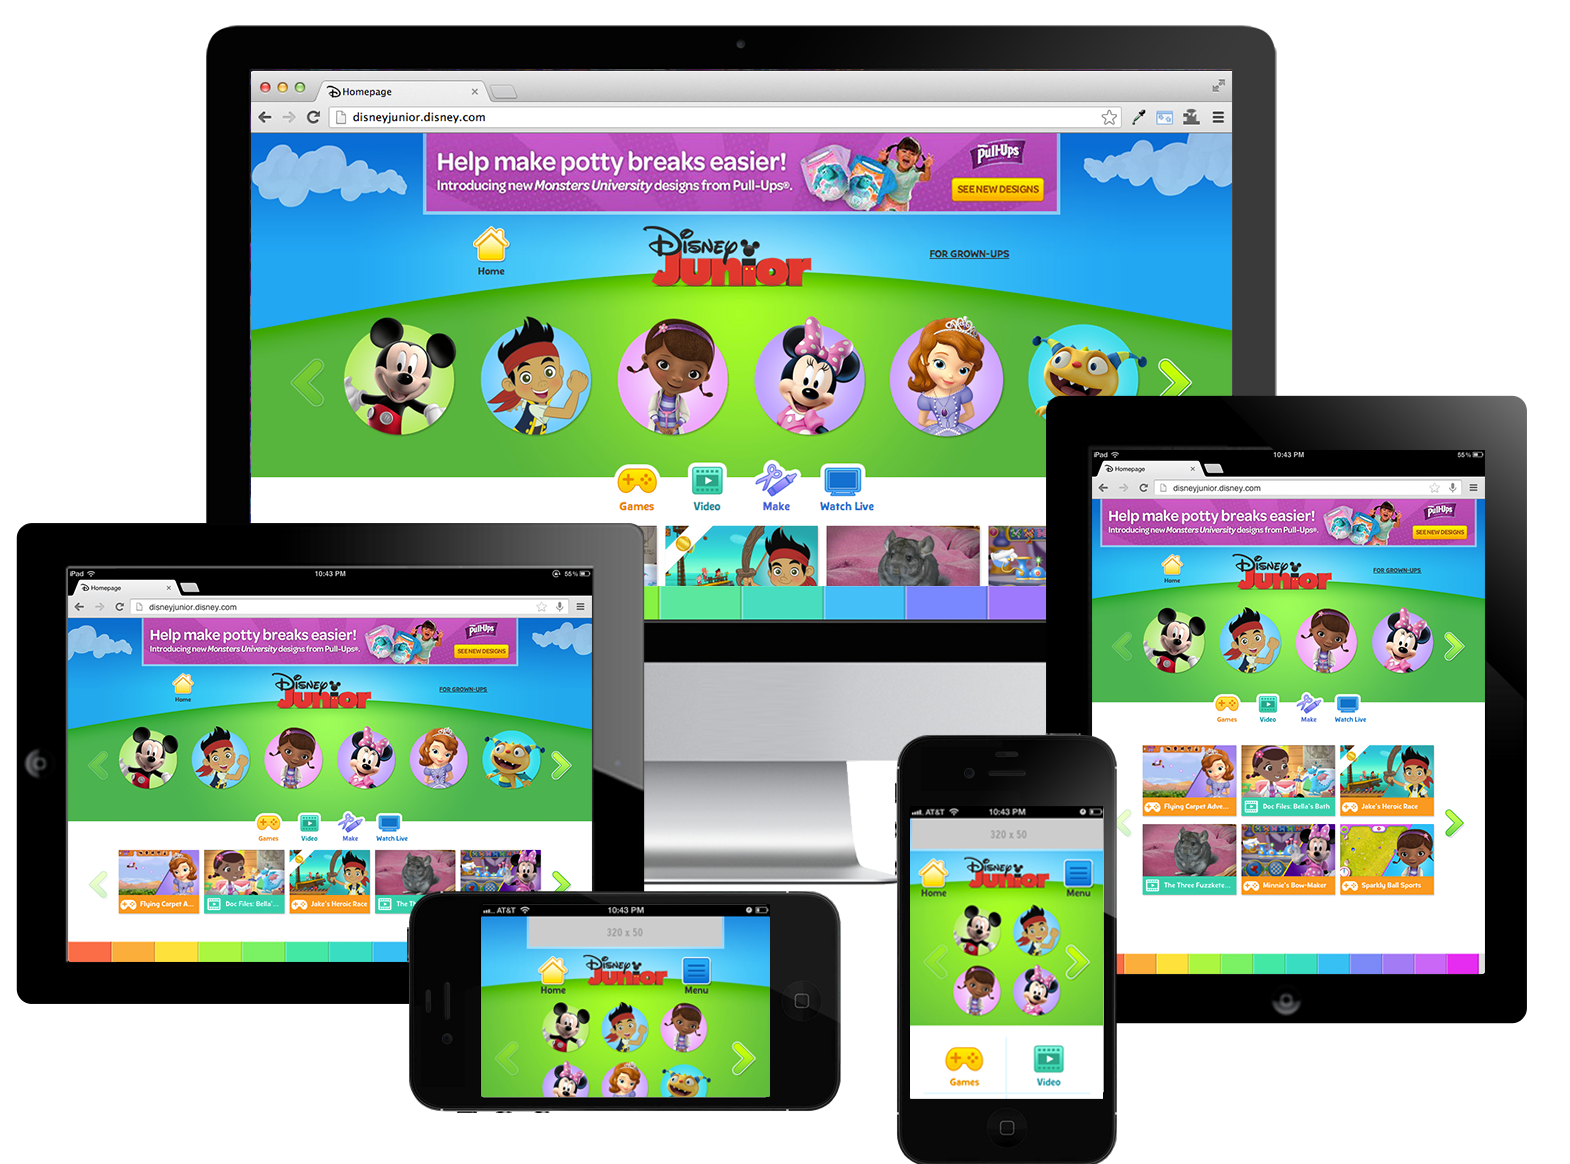 Homepage
disneyjunior.disney.com
Help make potty breaks easier!
Introducing new Monsters University designs from Pull-Ups®.
Pull-Ups
SEE NEW DESIGNS
Home
Disney
Junior
FOR GROWN-UPS
Games
Video
Make
Watch Live
iPad
10:43 PM
55%
Homepage
disneyjunior.disney.com
Help make potty breaks easier!
Introducing new Monsters University designs from Pull-Ups®.
Pull-Ups
SEE NEW DESIGNS
Home
Disney
Junior
FOR GROWN-UPS
Games
Video
Make
Watch Live
Flying Carpet A...
Doc Files: Bella'...
Jake's Heroic Race
The Th
iPad
10:43 PM
55%
Homepage
disneyjunior.disney.com
Help make potty breaks easier!
Introducing new Monsters University designs from Pull-Ups®.
Pull-Ups
SEE NEW DESIGNS
Home
Disney
Junior
FOR GROWN-UPS
Games
Video
Make
Watch Live
Flying Carpet Adve...
Doc Files: Bella's Bath
Jake's Heroic Race
The Three Fuzzkete...
Minnie's Bow-Maker
Sparkly Ball Sports
AT&T
10:43 PM
320 x 50
Home
Disney
Junior
Menu
AT&T
10:43 PM
320 x 50
Home
Disney
Junior
Menu
Games
Video